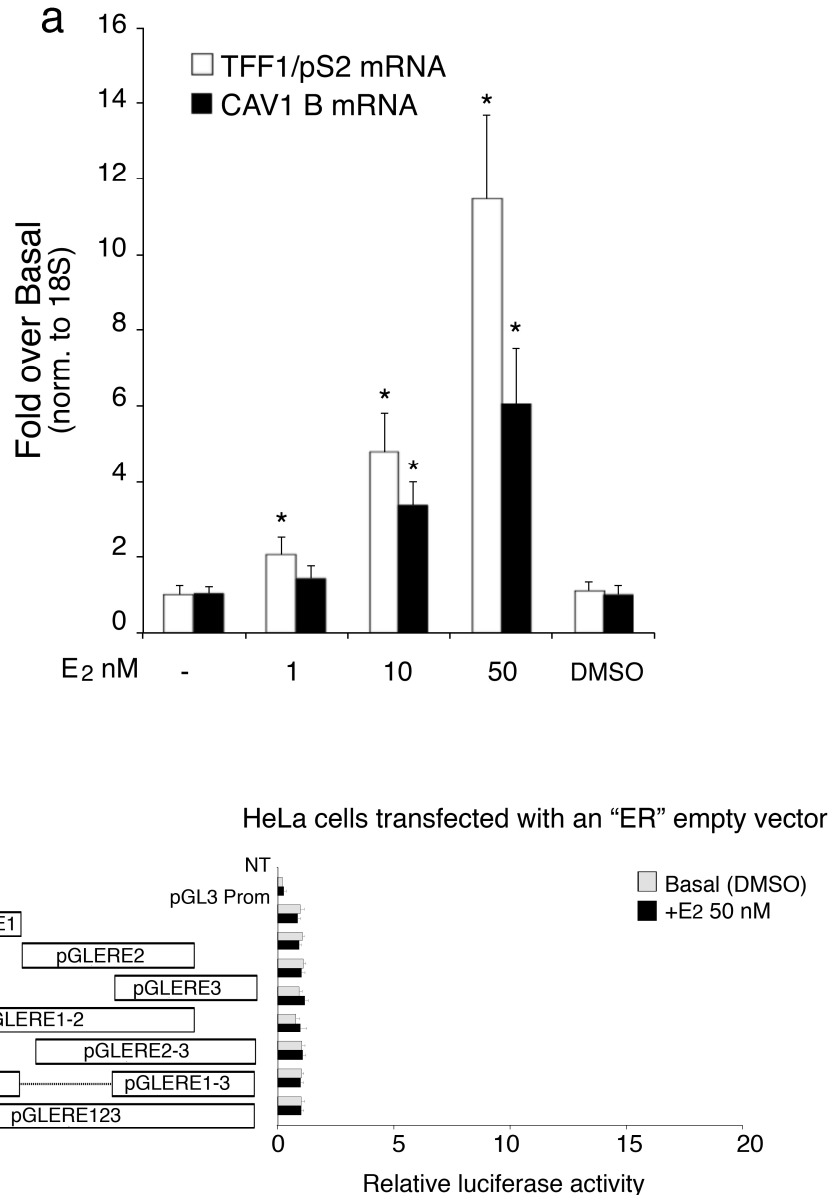 a
16
14
12
10
8
6
4
2
0
Fold over Basal
(norm. to 18S)
TFF1/pS2 mRNA
CAV1 B mRNA
*
*
*
*
*
E2 nM - 1 10 50 DMSO
HeLa cells transfected with an “ER” empty vector
NT
pGL3 Prom
Basal (DMSO)
+E2 50 nM
E1
pGLERE2
pGLERE3
GLERE1-2
pGLERE2-3
pGLERE1-3
pGLERE123
0 5 10 15 20
Relative luciferase activity